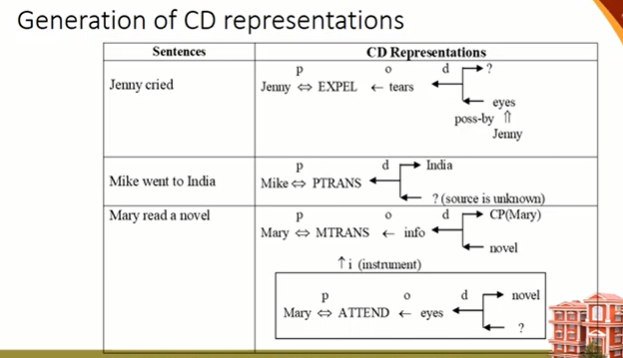 Generation of CD representations
Sentences CD Representations
Jenny cried
p o d ?
Jenny ⇔ EXPEL ← tears
eyes
poss-by ⇑
Jenny
Mike went to India
p d India
Mike ⇔ PTRANS
? (source is unknown)
Mary read a novel
p o d CP(Mary)
Mary ⇔ MTRANS ← info
novel
↑i (instrument)
p o d novel
Mary ⇔ ATTEND ← eyes
?